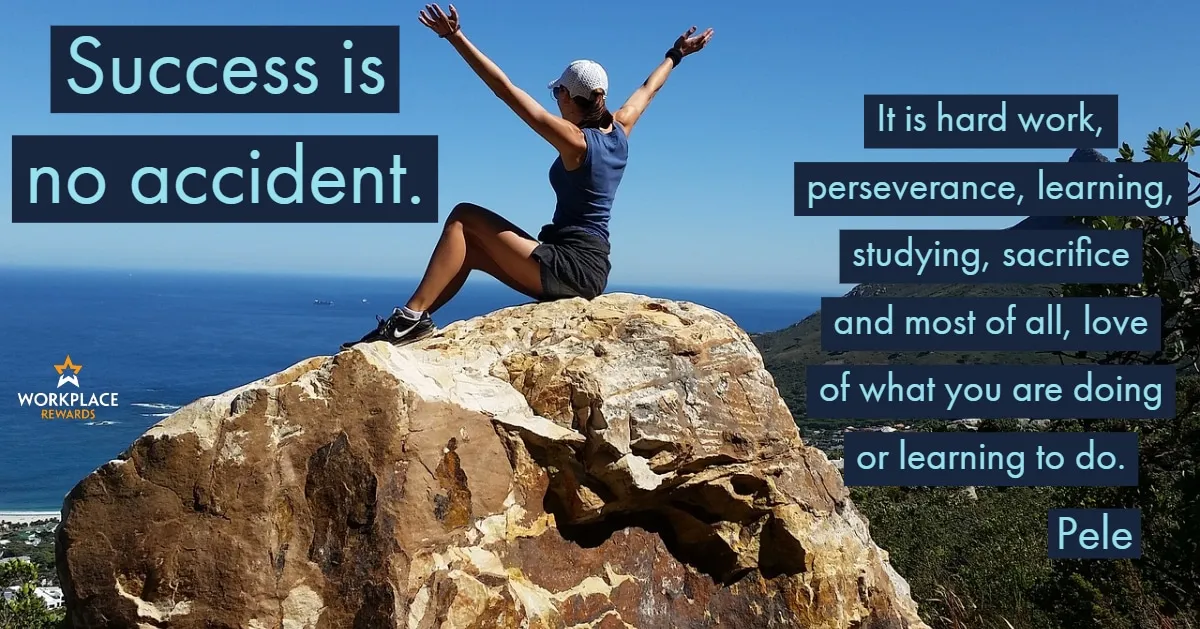 Success is
no accident.
It is hard work,
perseverance, learning,
studying, sacrifice
and most of all, love
of what you are doing
or learning to do.
Pele
WORKPLACE
REWARDS